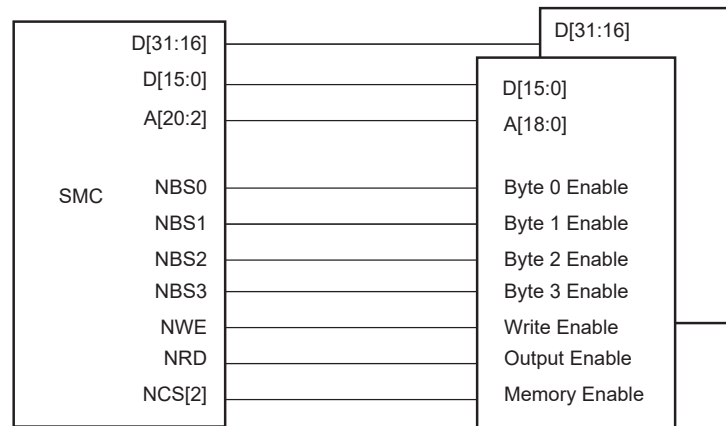 D[31:16] D[31:16]
D[15:0] D[15:0]
A[20:2] A[18:0]
SMC
NBS0 Byte 0 Enable
NBS1 Byte 1 Enable
NBS2 Byte 2 Enable
NBS3 Byte 3 Enable
NWE Write Enable
NRD Output Enable
NCS[2] Memory Enable